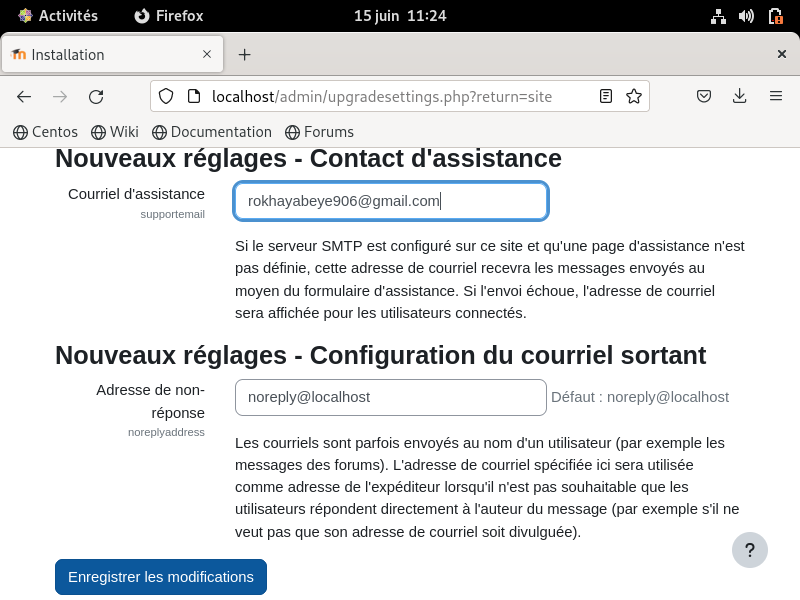 Activités Firefox 15 juin 11:24
Installation
localhost/admin/upgradesettings.php?return=site
Centos Wiki Documentation Forums
Nouveaux réglages - Contact d'assistance
Courriel d'assistance rokhayabeye906@gmail.com
supportemail
Si le serveur SMTP est configuré sur ce site et qu'une page d'assistance n'est
pas définie, cette adresse de courriel recevra les messages envoyés au
moyen du formulaire d'assistance. Si l'envoi échoue, l'adresse de courriel
sera affichée pour les utilisateurs connectés.
Nouveaux réglages - Configuration du courriel sortant
Adresse de non-
réponse
noreplyaddress
noreply@localhost Défaut : noreply@localhost
Les courriels sont parfois envoyés au nom d'un utilisateur (par exemple les
messages des forums). L'adresse de courriel spécifiée ici sera utilisée
comme adresse de l'expéditeur lorsqu'il n'est pas souhaitable que les
utilisateurs répondent directement à l'auteur du message (par exemple s'il ne
veut pas que son adresse de courriel soit divulguée).
?
Enregistrer les modifications